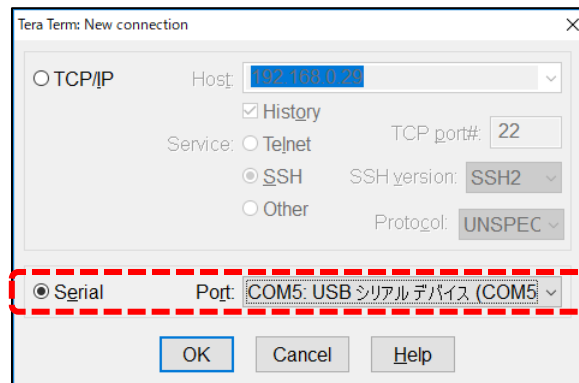 Tera Term: New connection
TCP/IP Host: 192.168.0.29
History
Service: Telnet TCP port#: 22
SSH SSH version: SSH2
Other Protocol: UNSPEC
Serial Port: COM5: USB シリアル デバイス (COM5
OK Cancel Help